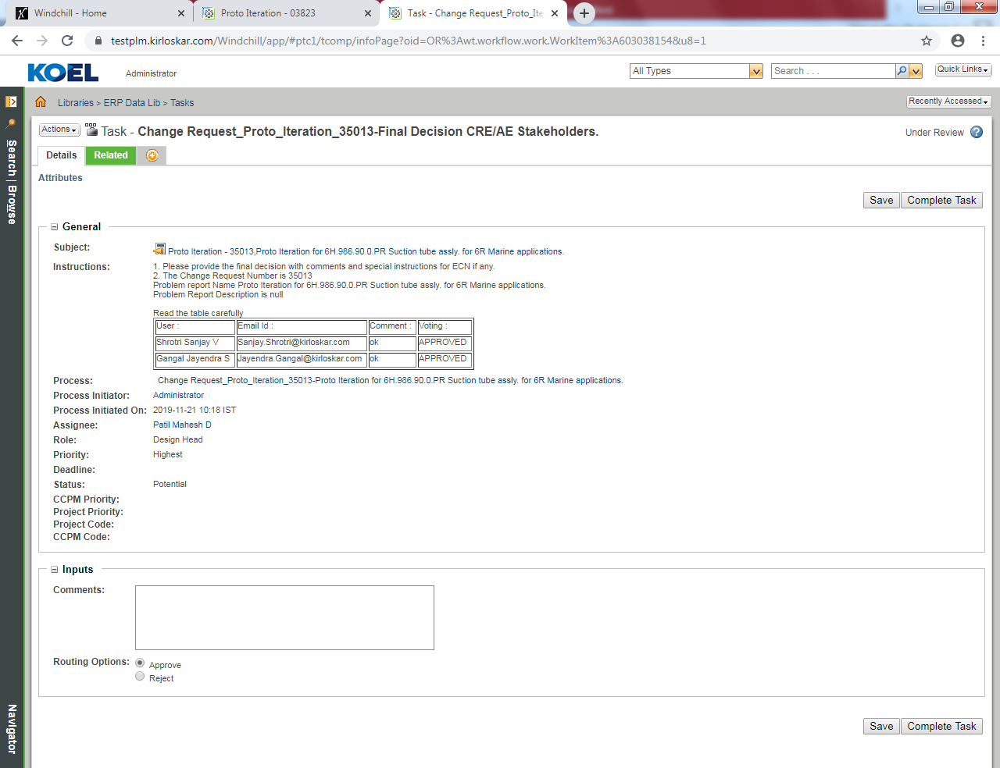 Windchill - Home
Proto Iteration - 03823
Task - Change Request_Proto_Ite
testplm.kirloskar.com/Windchill/app/#ptc1/tcomp/infoPage?oid=OR%3Awt.workflow.work.WorkItem%3A603038154&u8=1
KOEL
Administrator
All Types
Search . . .
Quick Links
Libraries > ERP Data Lib > Tasks
Recently Accessed
Search | Browse
Navigator
Actions
Task - Change Request_Proto_Iteration_35013-Final Decision CRE/AE Stakeholders.
Under Review
Details
Related
Attributes
Save
Complete Task
General
Subject:
Proto Iteration - 35013,Proto Iteration for 6H.986.90.0.PR Suction tube assly. for 6R Marine applications.
Instructions:
1. Please provide the final decision with comments and special instructions for ECN if any.
2. The Change Request Number is 35013
Problem report Name Proto Iteration for 6H.986.90.0.PR Suction tube assly. for 6R Marine applications.
Problem Report Description is null
Read the table carefully
User : Email Id : Comment : Voting :
Shrotri Sanjay V Sanjay.Shrotri@kirloskar.com ok APPROVED
Gangal Jayendra S Jayendra.Gangal@kirloskar.com ok APPROVED
Process: Change Request_Proto_Iteration_35013-Proto Iteration for 6H.986.90.0.PR Suction tube assly. for 6R Marine applications.
Process Initiator: Administrator
Process Initiated On: 2019-11-21 10:18 IST
Assignee: Patil Mahesh D
Role: Design Head
Priority: Highest
Deadline:
Status: Potential
CCPM Priority:
Project Priority:
Project Code:
CCPM Code:
Inputs
Comments:
Routing Options: Approve
Reject
Save
Complete Task